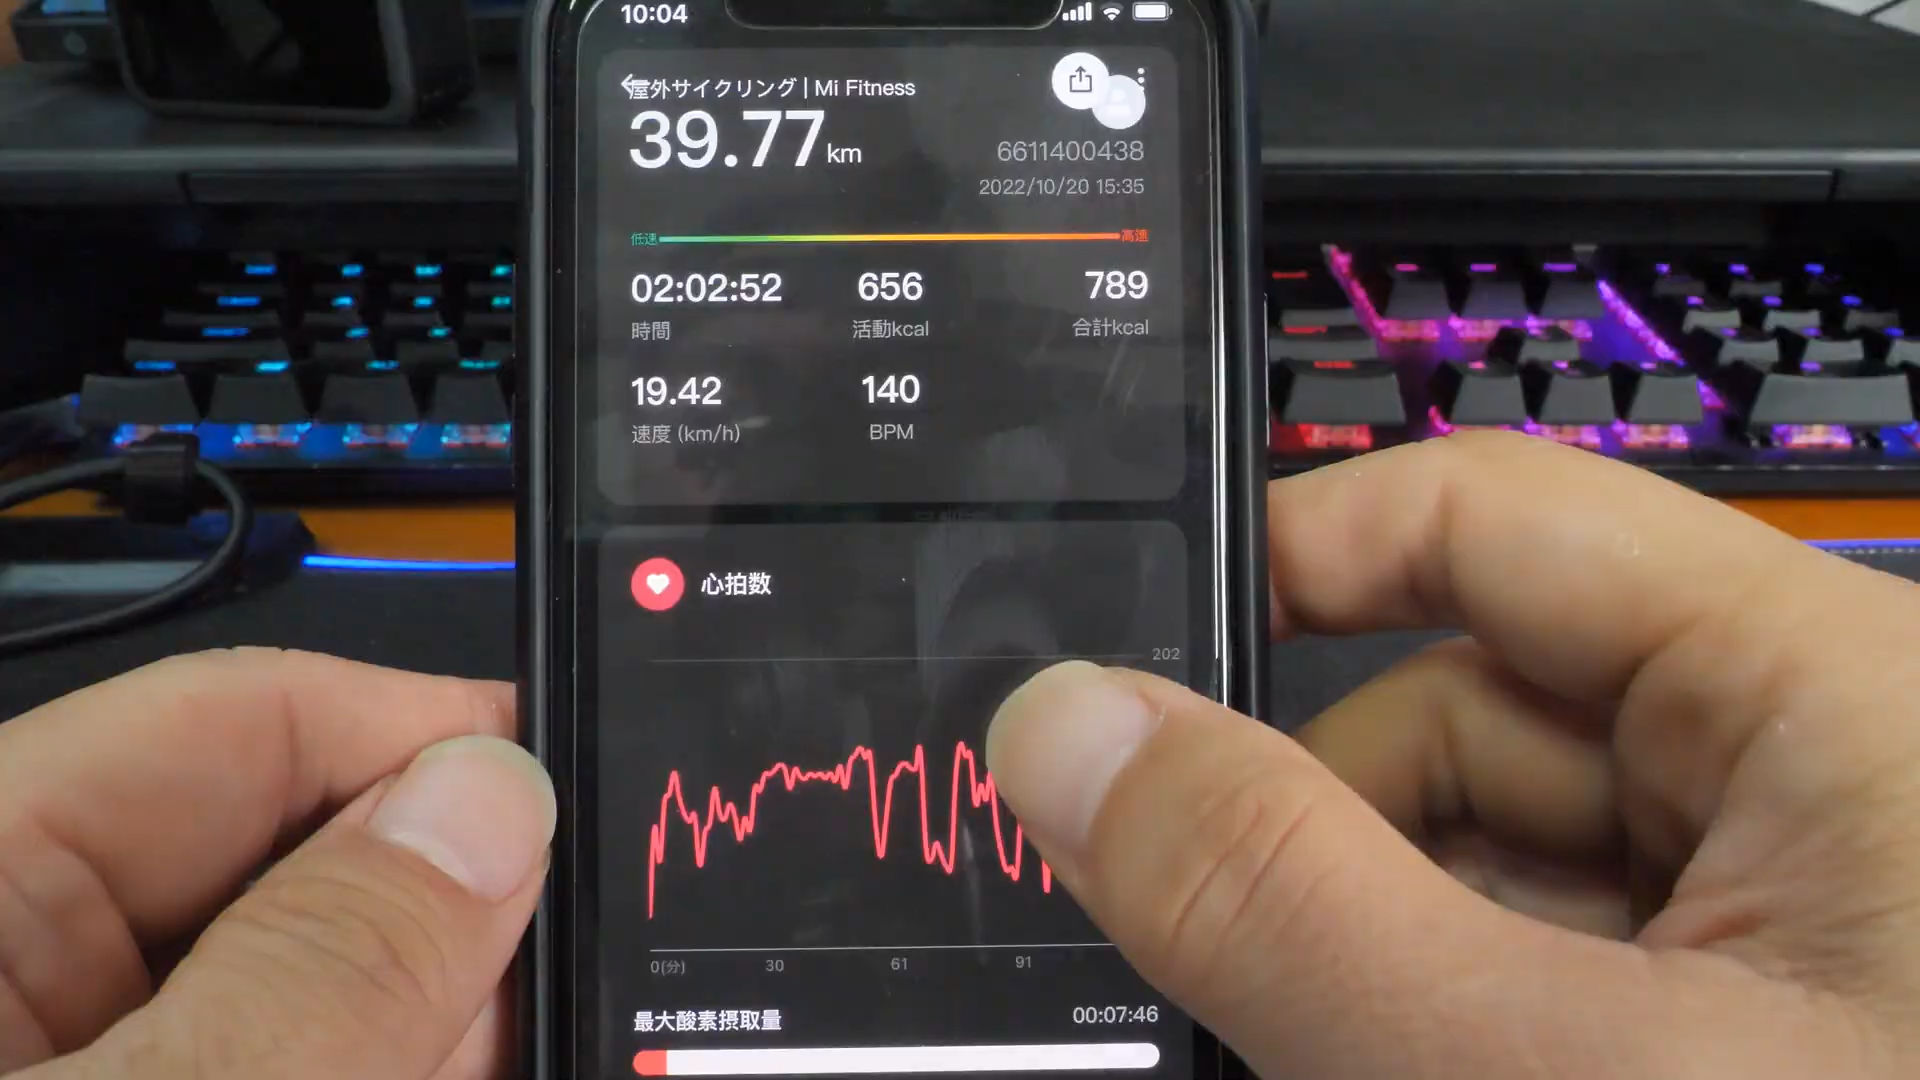 10:04
屋外サイクリング | Mi Fitness
39.77 km
6611400438
2022/10/20 15:35
低速 高速
02:02:52 656 789
時間 活動kcal 合計kcal
19.42 140
速度 (km/h) BPM
心拍数
202
0(分) 30 61 91
最大酸素摂取量 00:07:46